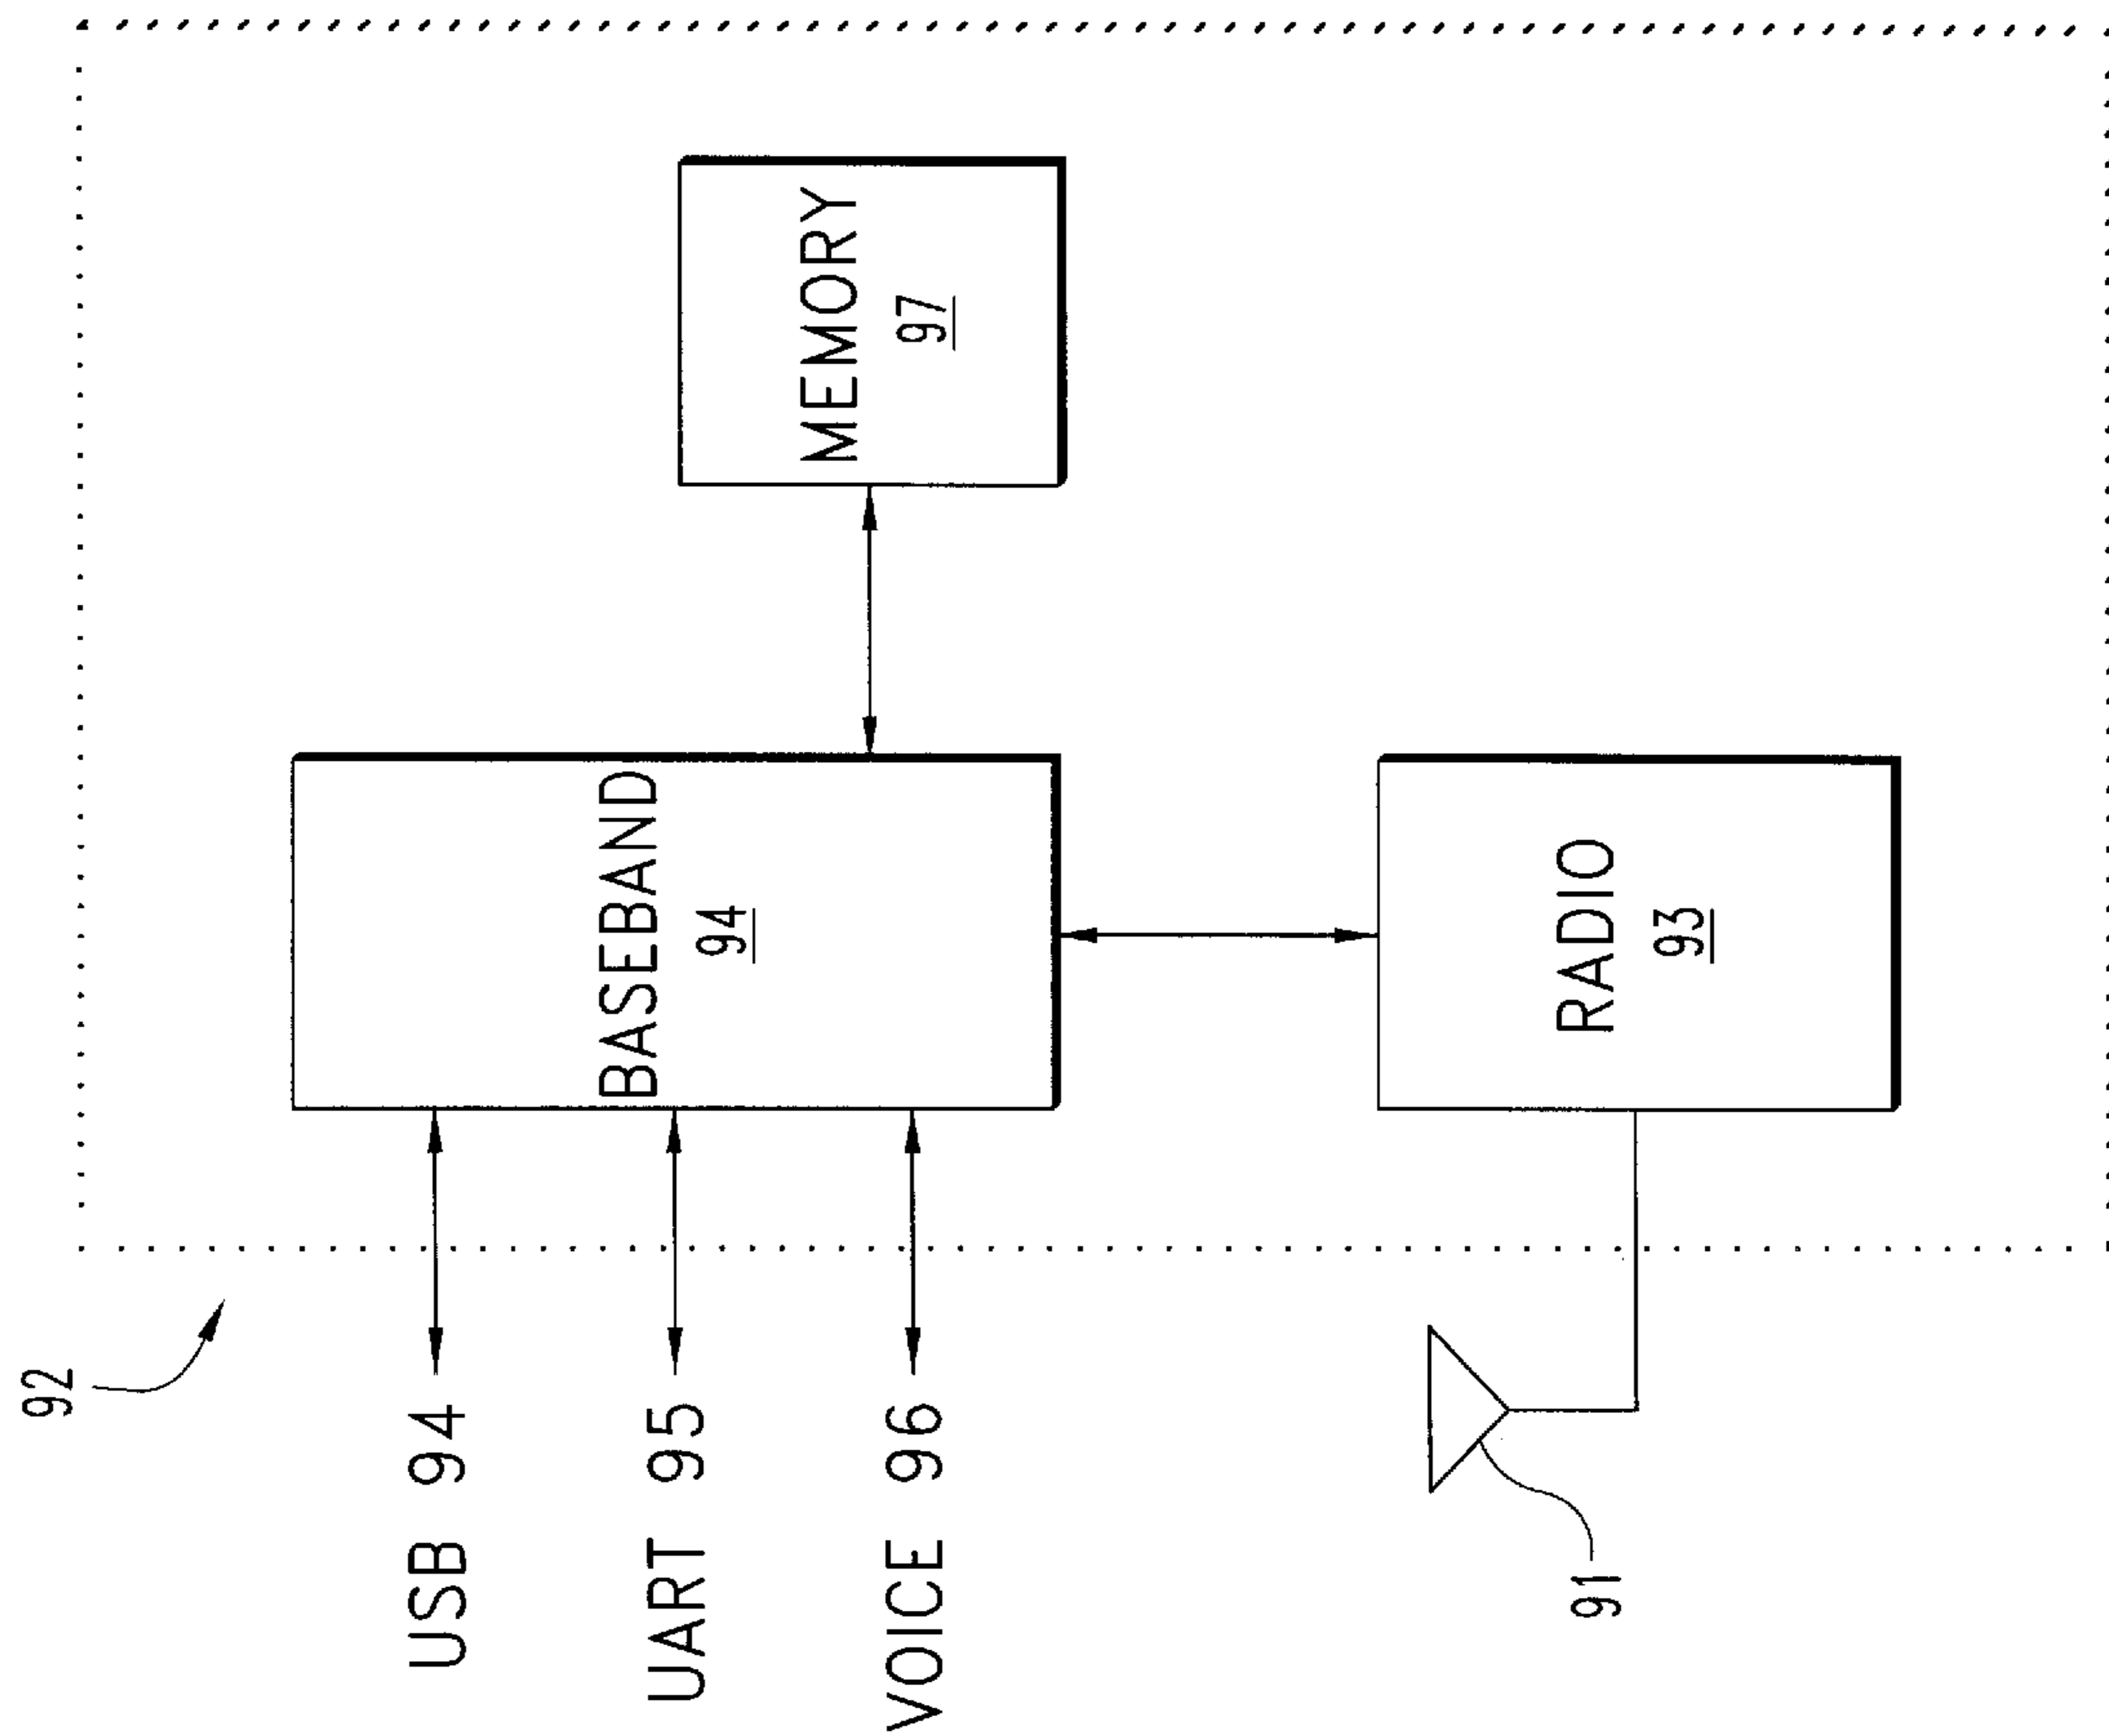 92
USB 94
UART 95
VOICE 96
BASEBAND
94
MEMORY
97
RADIO
93
91